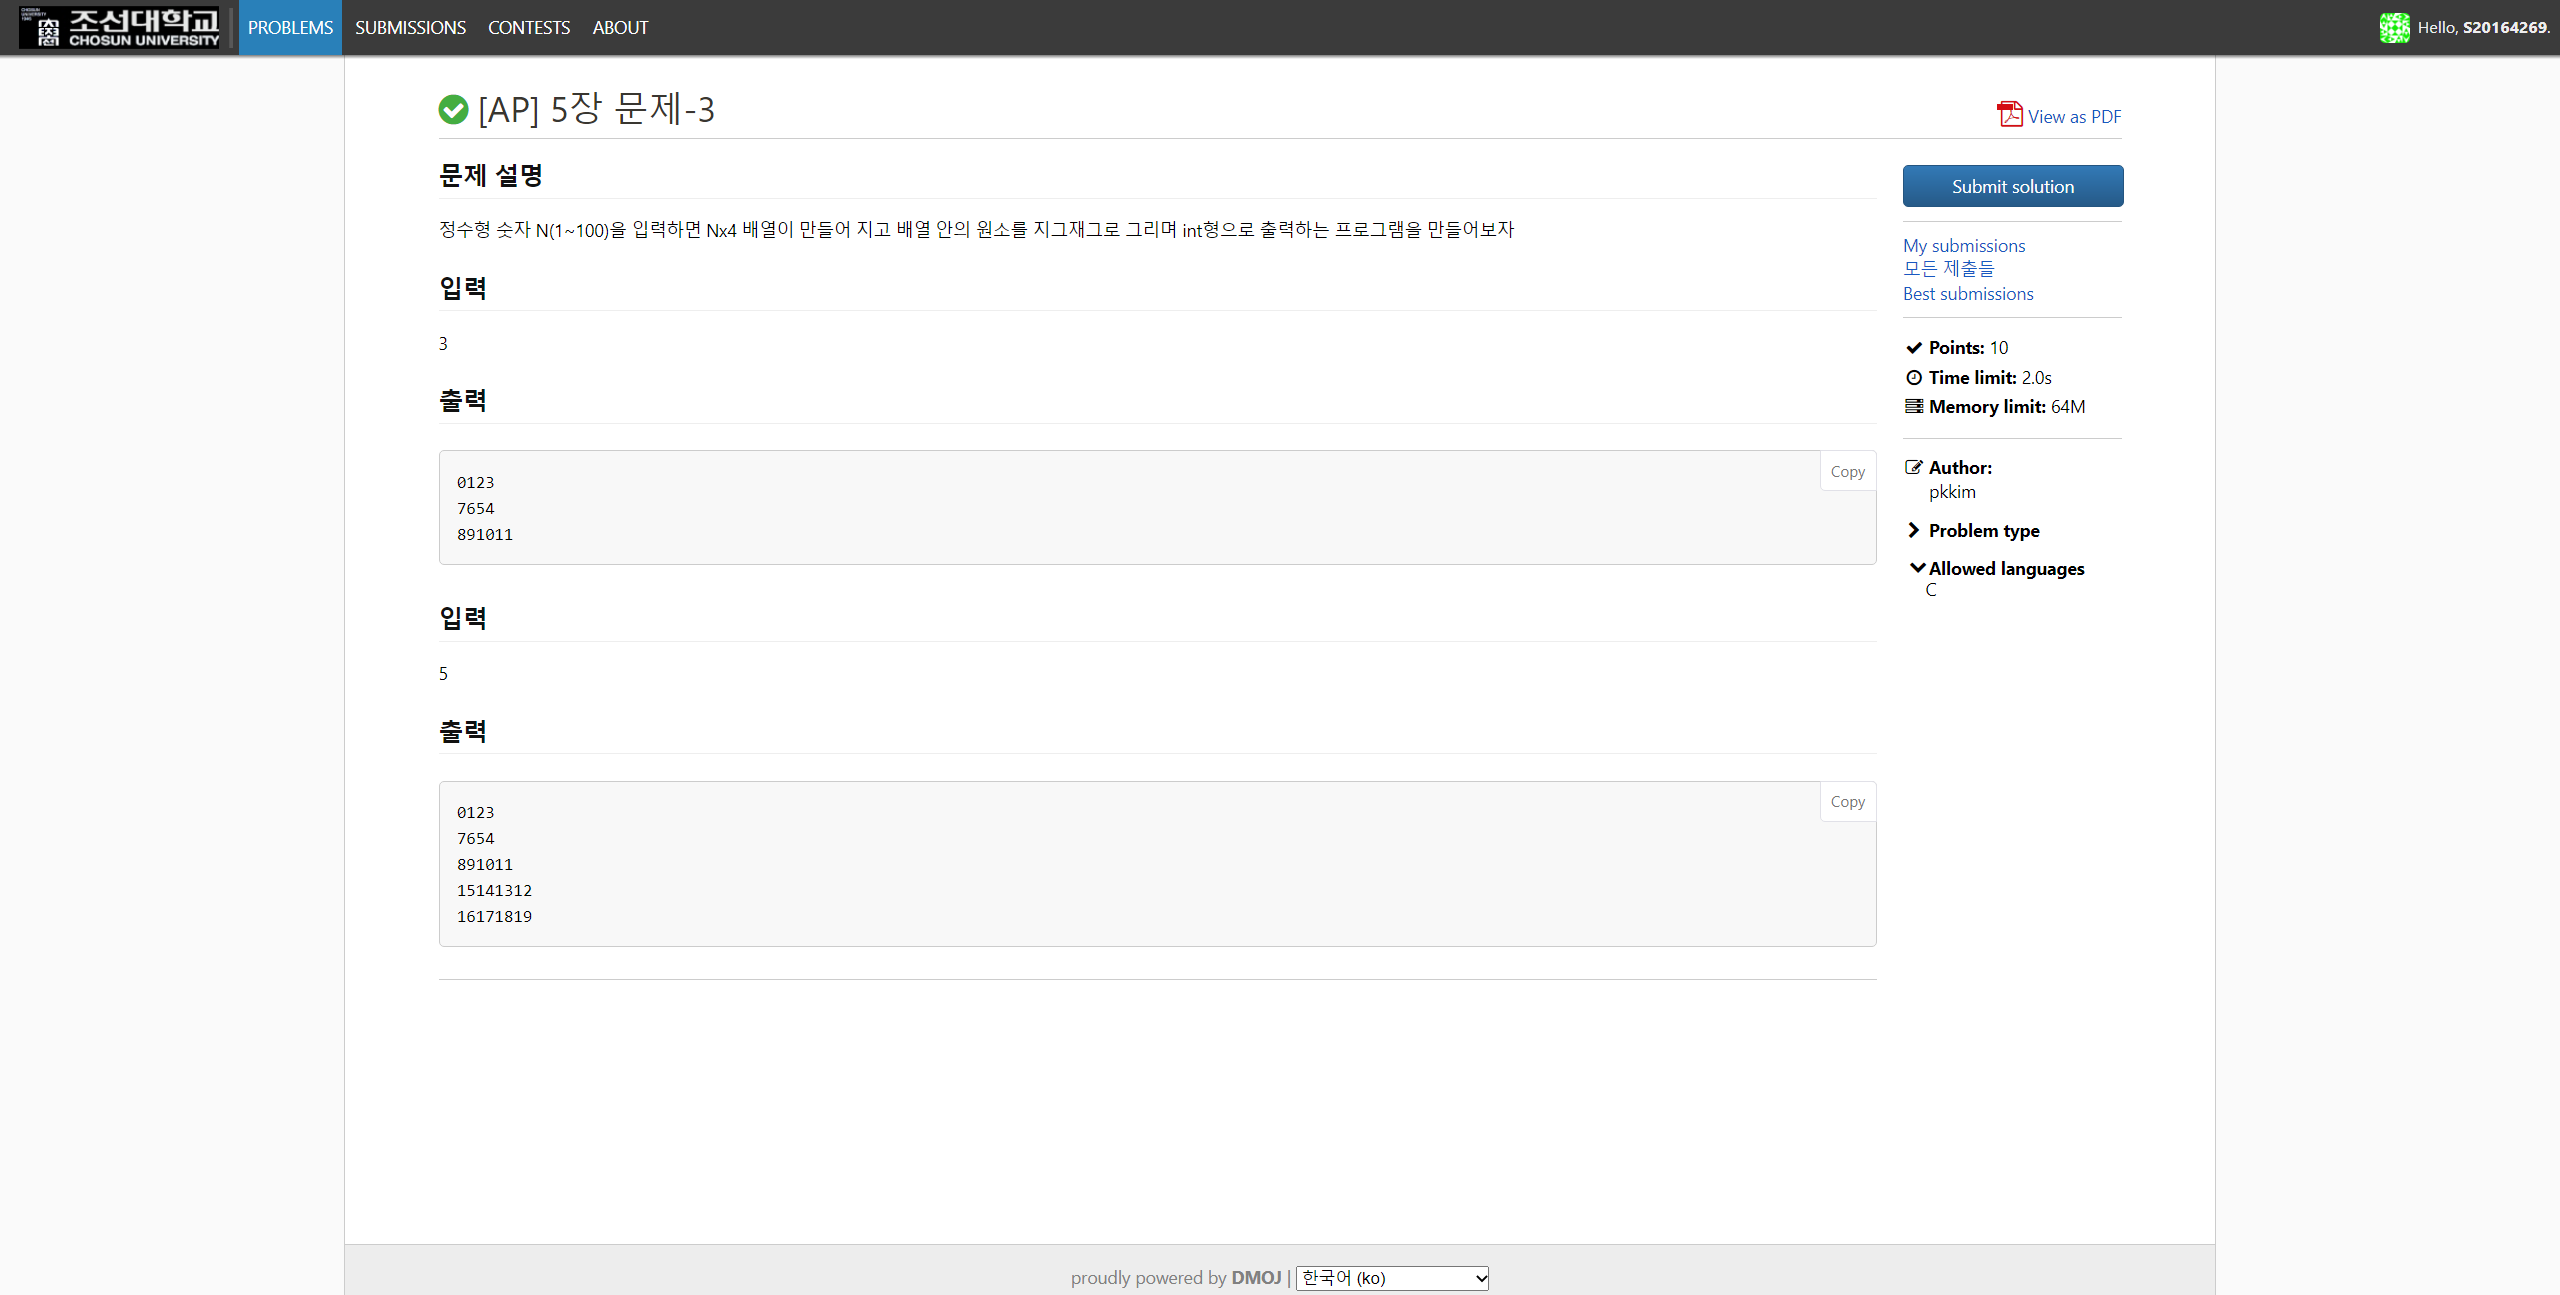 조선대학교
CHOSUN UNIVERSITY
PROBLEMS SUBMISSIONS CONTESTS ABOUT
Hello, S20164269.
[AP] 5장 문제-3
View as PDF
문제 설명
Submit solution
정수형 숫자 N(1~100)을 입력하면 Nx4 배열이 만들어 지고 배열 안의 원소를 지그재그로 그리며 int형으로 출력하는 프로그램을 만들어보자
My submissions
모든 제출들
Best submissions
입력
3
Points: 10
Time limit: 2.0s
Memory limit: 64M
출력
Copy
0123
7654
891011
Author:
pkkim
Problem type
Allowed languages
C
입력
5
출력
Copy
0123
7654
891011
15141312
16171819
proudly powered by DMOJ | 한국어 (ko)